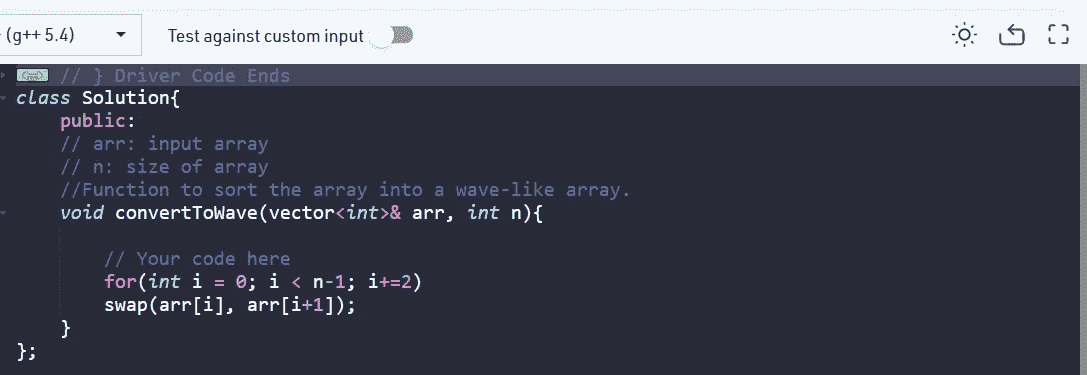 (g++ 5.4)
Test against custom input
// } Driver Code Ends
class Solution{
    public:
    // arr: input array
    // n: size of array
    //Function to sort the array into a wave-like array.
    void convertToWave(vector<int>& arr, int n){
        // Your code here
        for(int i = 0; i < n-1; i+=2)
        swap(arr[i], arr[i+1]);
    }
};